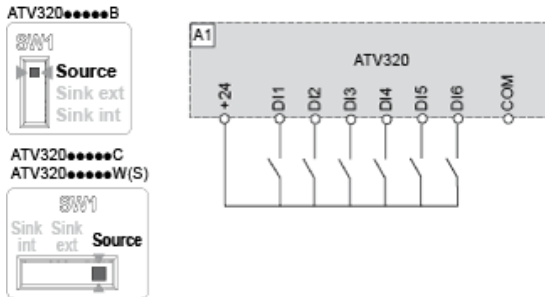 ATV320●●●●●B
SW1
Source
Sink ext
Sink int
ATV320●●●●●C
ATV320●●●●●W(S)
SW1
Sink int
Sink ext
Source
A1
ATV320
+24
DI1
DI2
DI3
DI4
DI5
DI6
COM